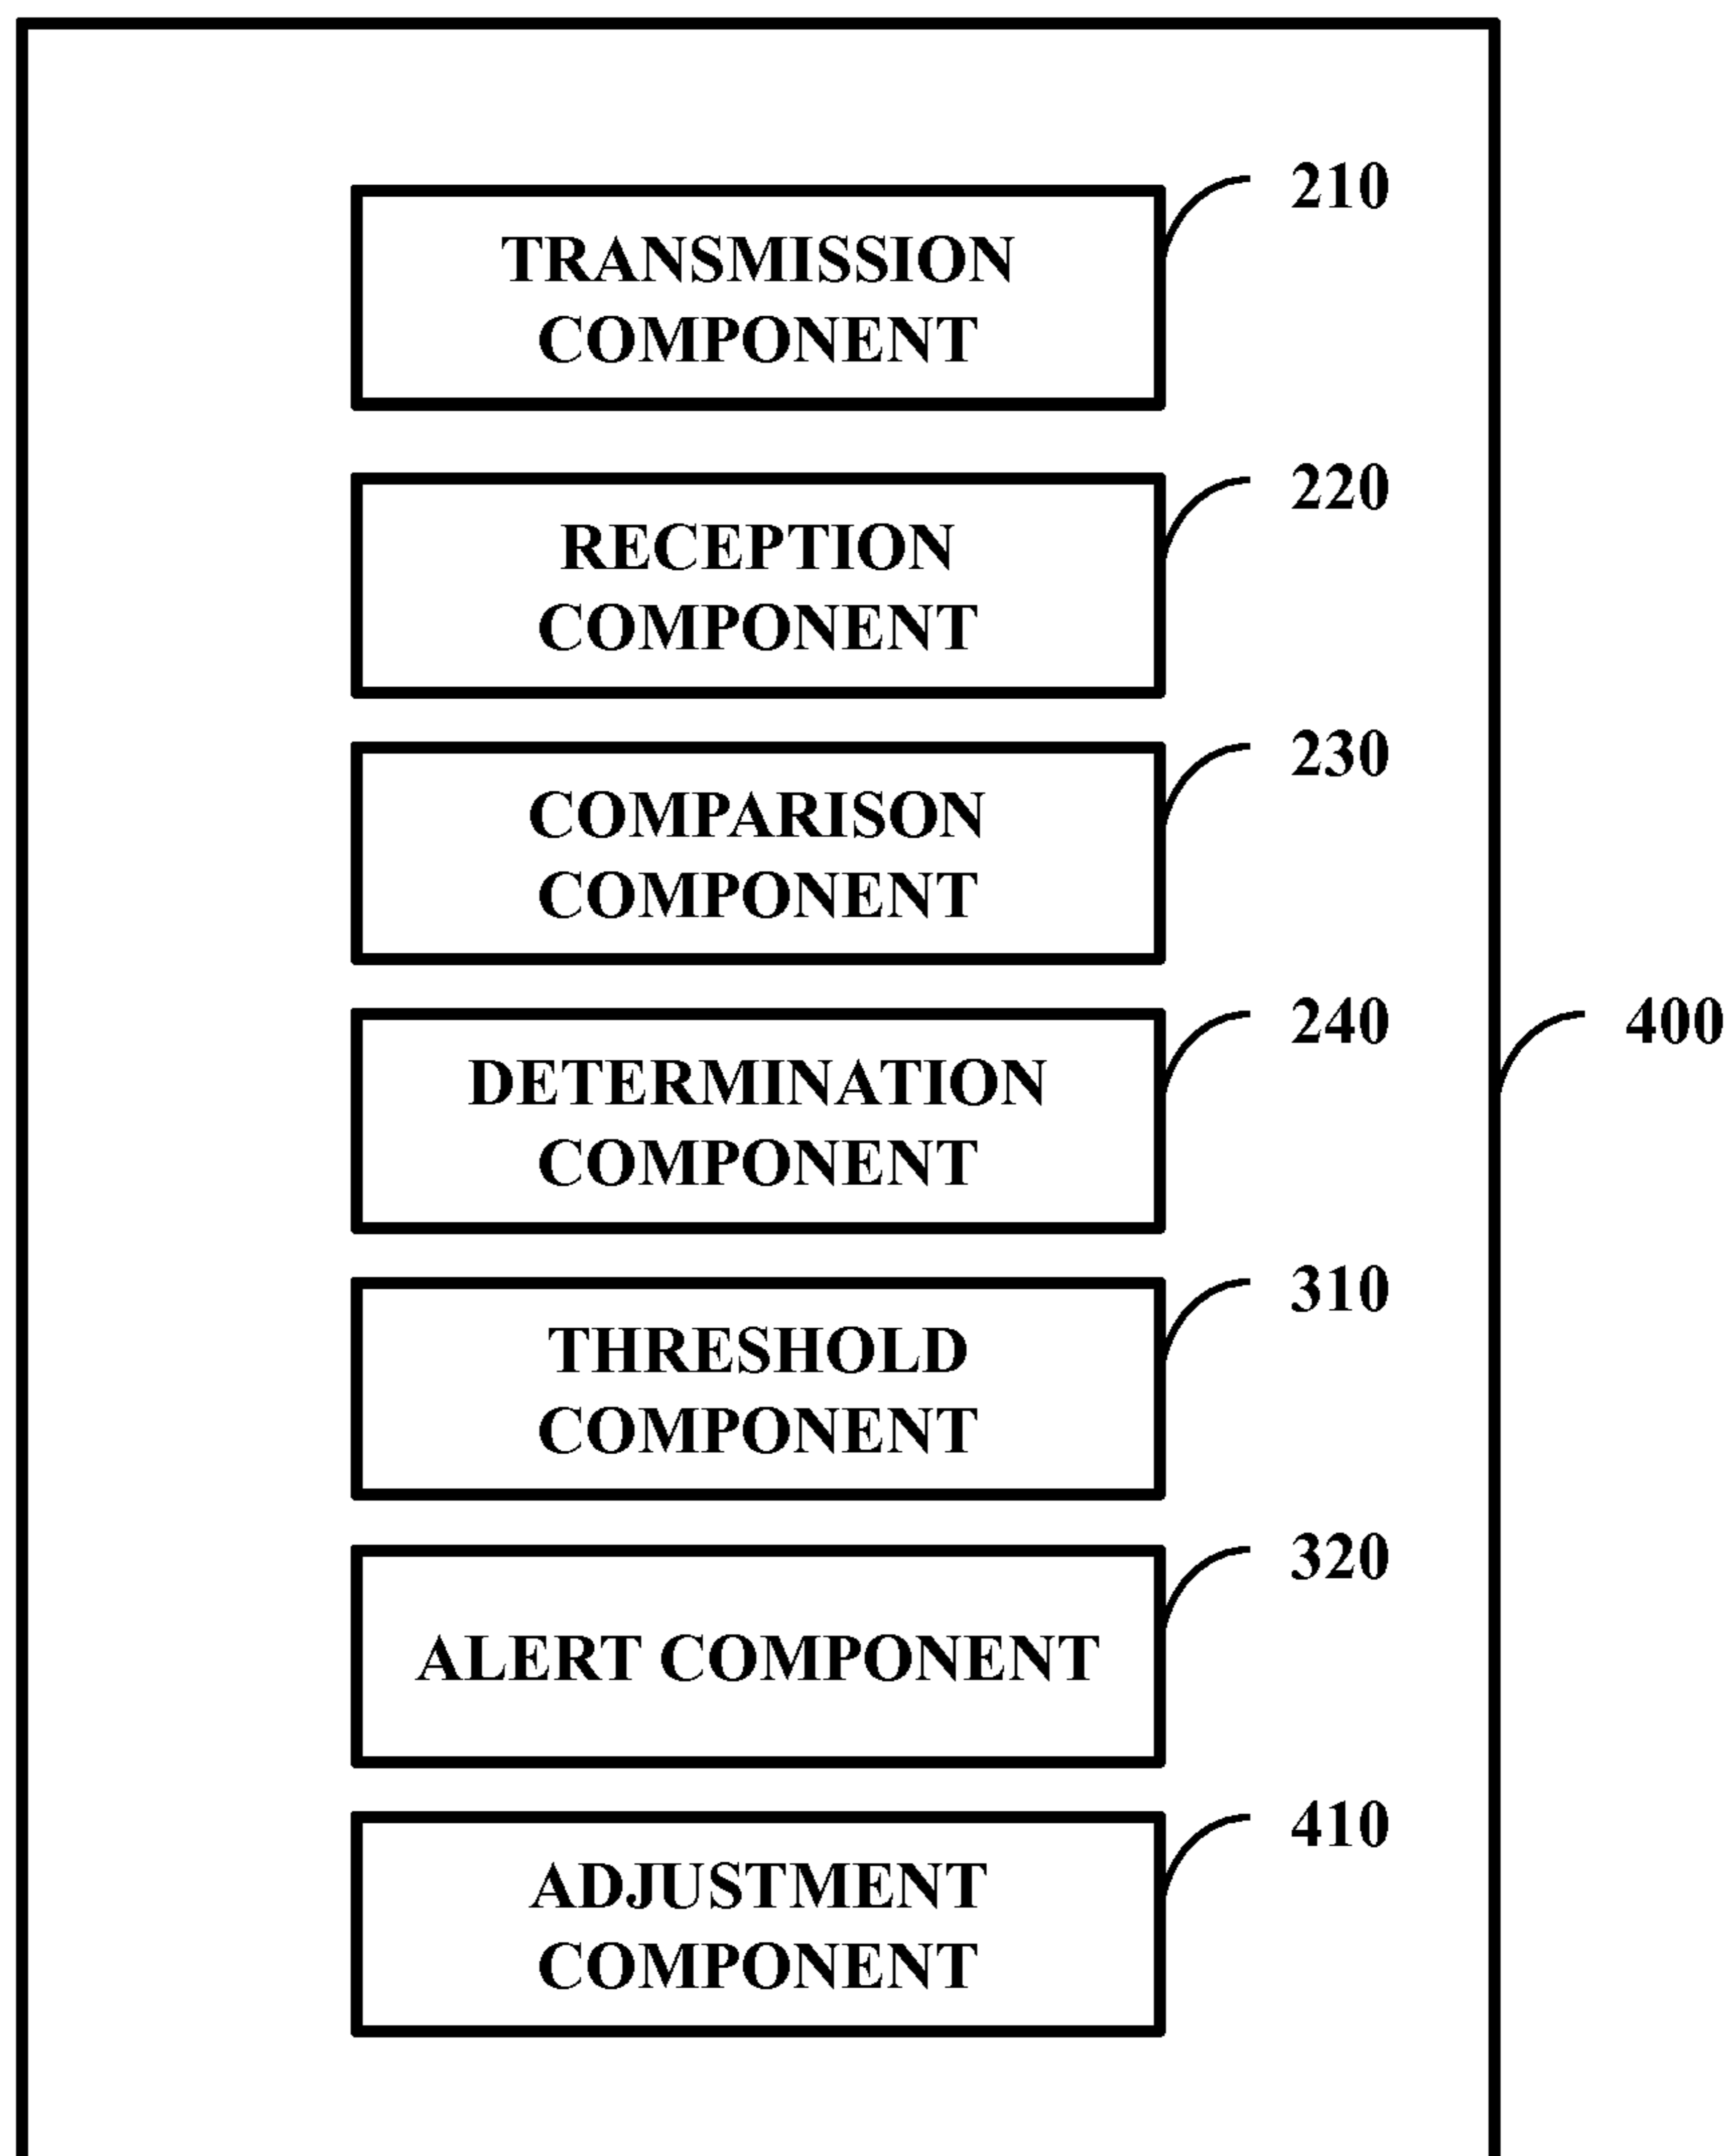 210
TRANSMISSION
COMPONENT
220
RECEPTION
COMPONENT
230
COMPARISON
COMPONENT
240
400
DETERMINATION
COMPONENT
310
THRESHOLD
COMPONENT
320
ALERT COMPONENT
410
ADJUSTMENT
COMPONENT